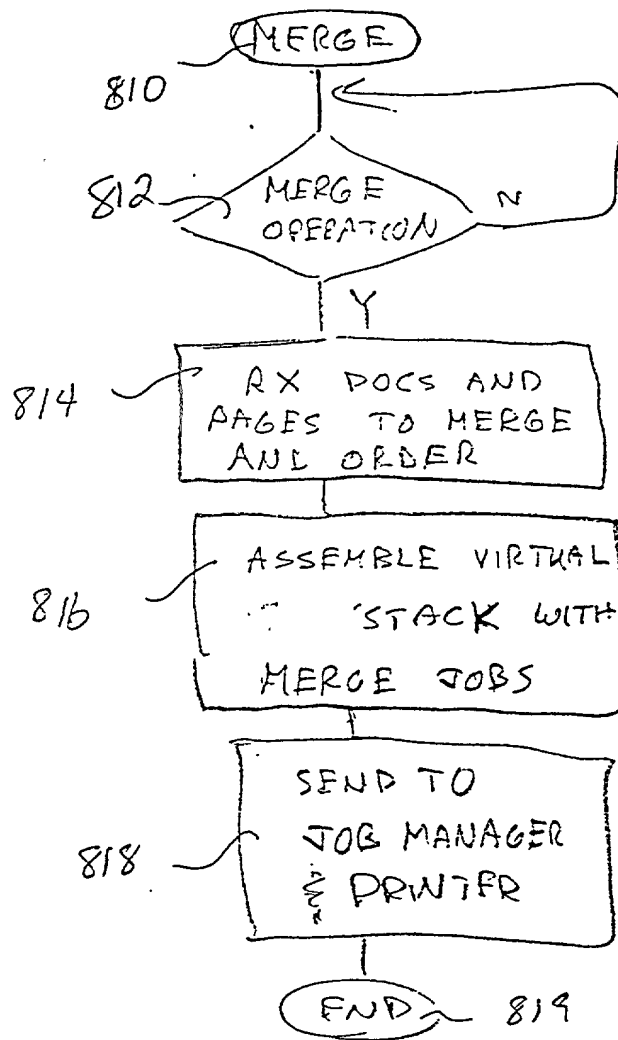 MERGE
810
812
MERGE
OPERATION
N
Y
814
RX DOCS AND
PAGES TO MERGE
AND ORDER
816
ASSEMBLE VIRTUAL
STACK WITH
MERGE JOBS
818
SEND TO
JOB MANAGER
& PRINTER
END
819